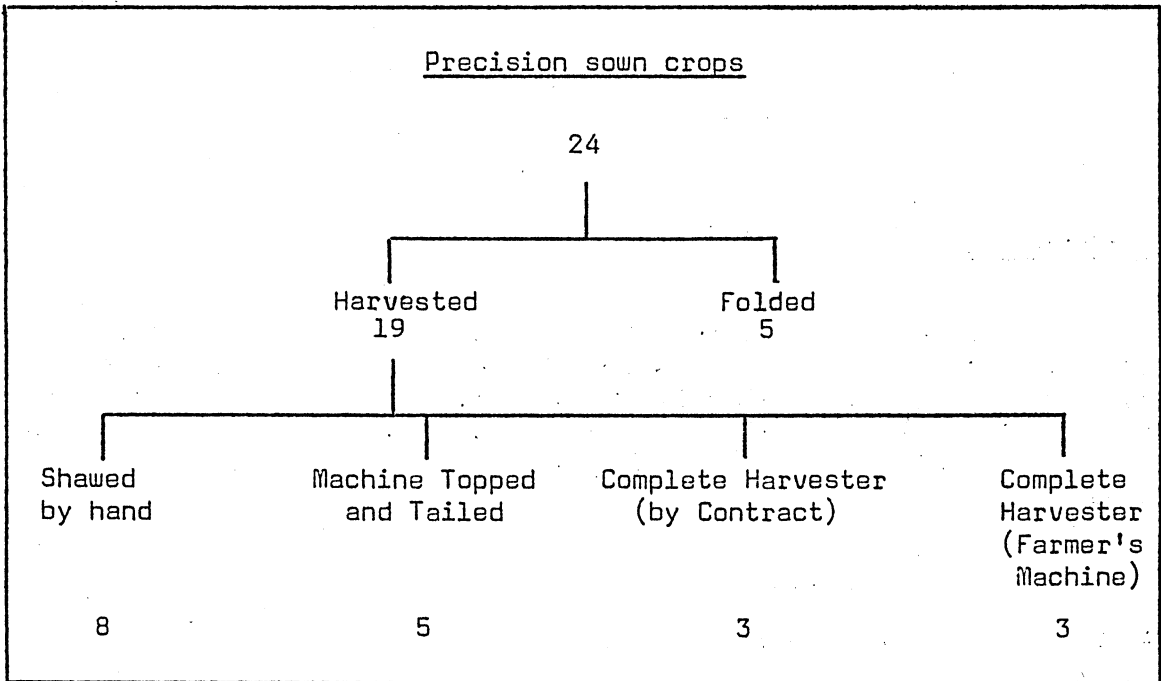 Precision sown crops
24
Harvested
19
Folded
5
Shawed
by hand
8
Machine Topped
and Tailed
5
Complete Harvester
(by Contract)
3
Complete
Harvester
(Farmer's
Machine)
3